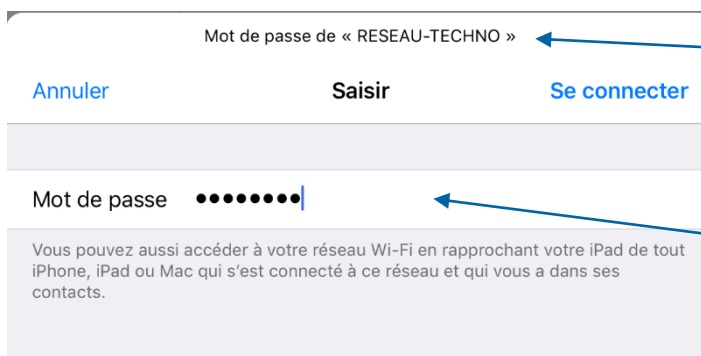 Mot de passe de « RESEAU-TECHNO »
Annuler Saisir Se connecter
Mot de passe ••••••••
Vous pouvez aussi accéder à votre réseau Wi-Fi en rapprochant votre iPad de tout
iPhone, iPad ou Mac qui s’est connecté à ce réseau et qui vous a dans ses
contacts.